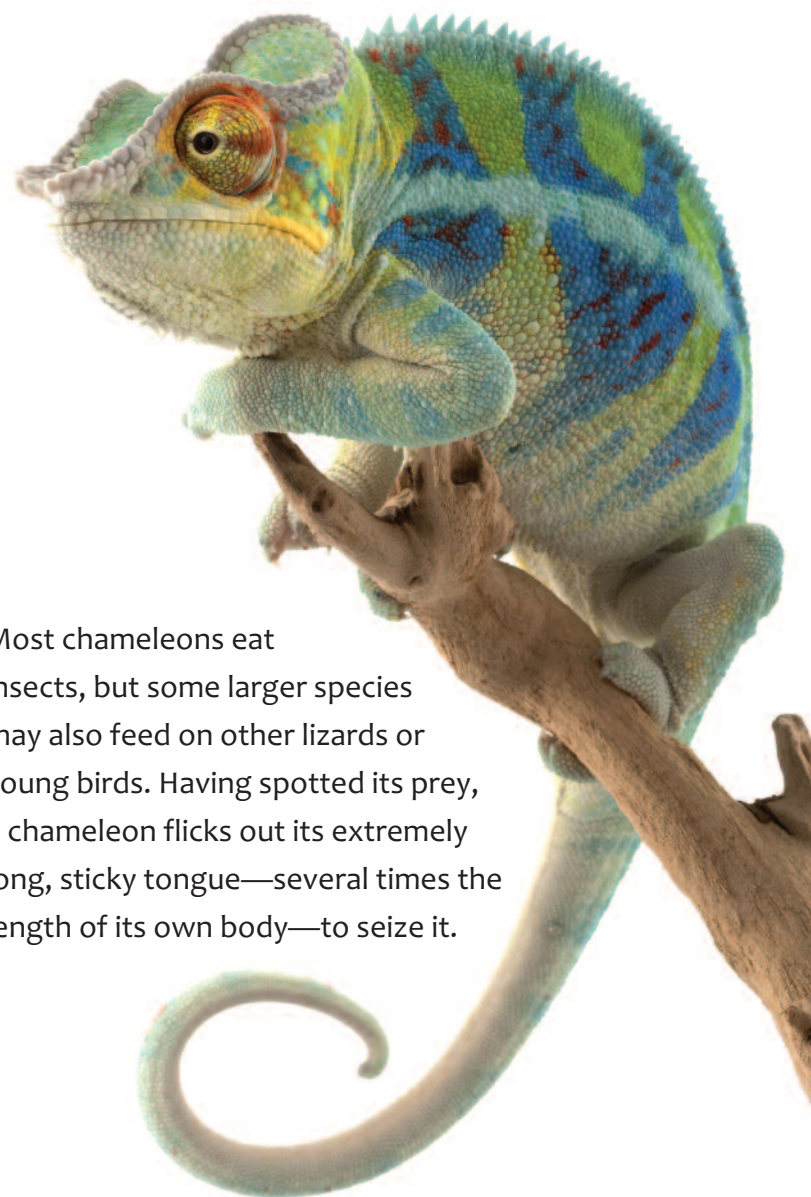 Most chameleons eat
nsects, but some larger species
may also feed on other lizards or
oung birds. Having spotted its prey,
chameleon flicks out its extremely
ong, sticky tongue—several times the
ength of its own body—to seize it.